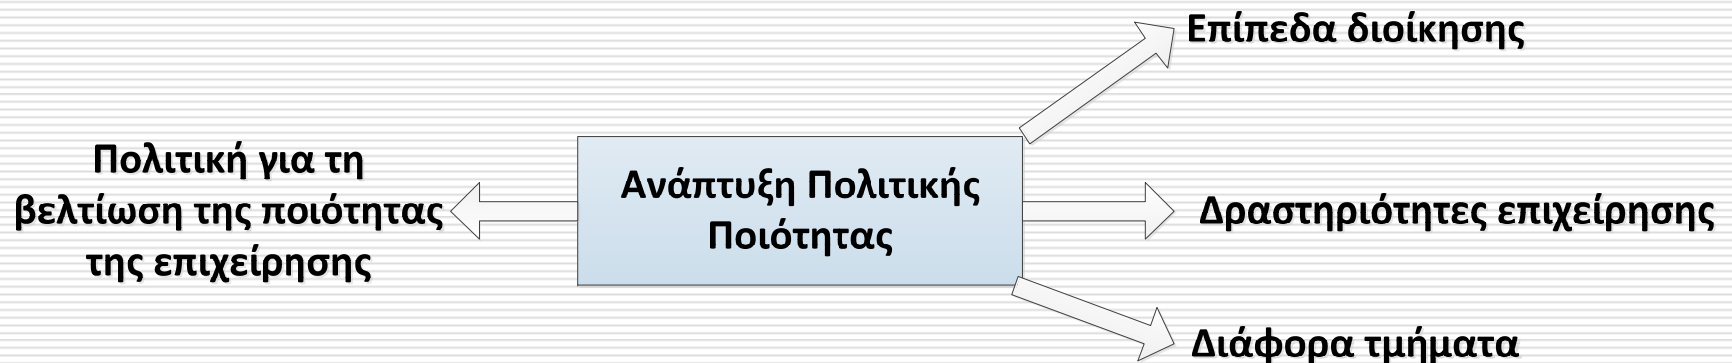 Επίπεδα διοίκησης
Πολιτική για τη
βελτίωση της ποιότητας
της επιχείρησης
Ανάπτυξη Πολιτικής
Ποιότητας
Δραστηριότητες επιχείρησης
Διάφορα τμήματα